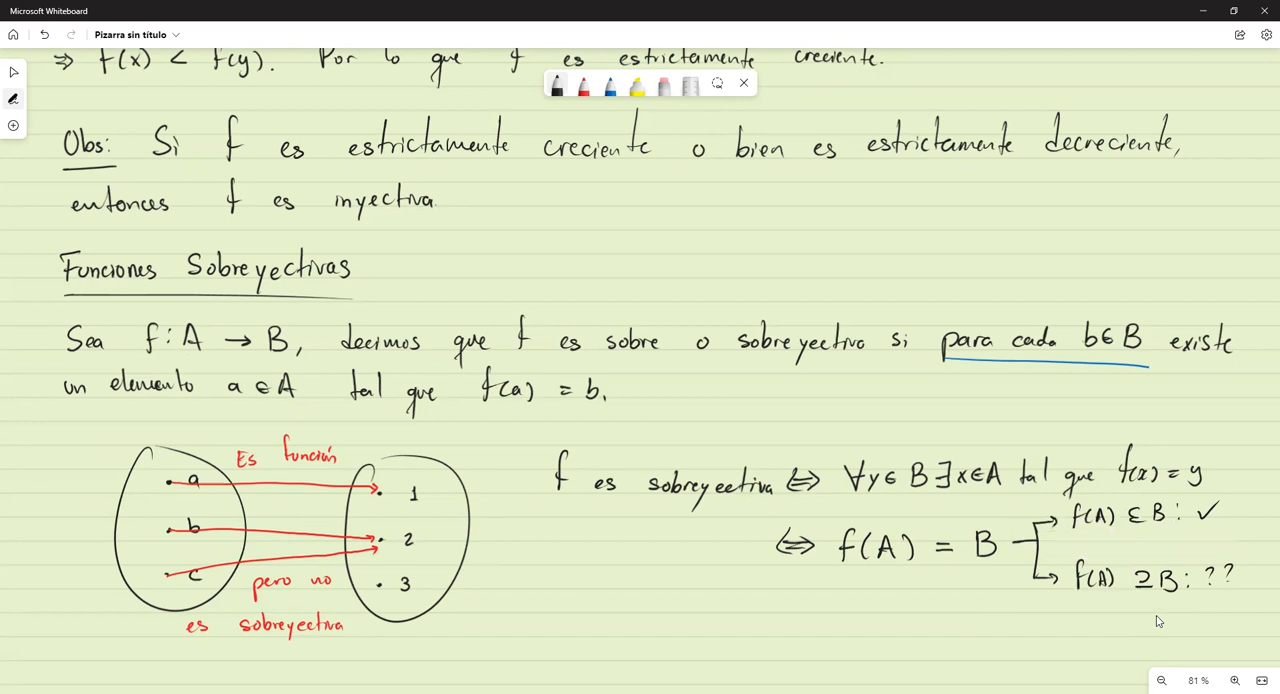 Microsoft Whiteboard
Pizarra sin título
⇒ f(x) < f(y). Por lo que f es estrictamente creciente.
Obs: Si f es estrictamente creciente o bien es estrictamente decreciente,
entonces f es inyectiva.
Funciones Sobreyectivas
Sea f: A → B, decimos que f es sobre o sobreyectiva si para cada b∈B existe
un elemento a∈A tal que f(a) = b.
Es función
a
b
c
1
2
3
pero no
es sobreyectiva
f es sobreyectiva ⇔ ∀y∈B ∃x∈A tal que f(x)=y
⇔ f(A) = B
f(A) ⊆ B: ✓
f(A) ⊇ B: ??
81 %